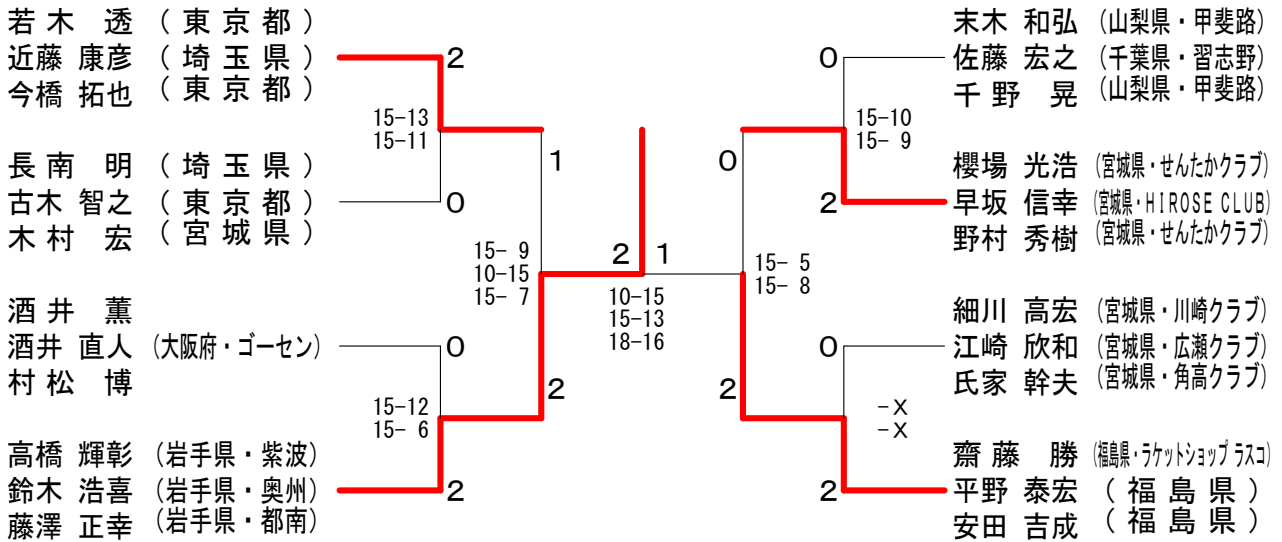 若木 透 (東京都)
近藤 康彦 (埼玉県)
今橋 拓也 (東京都)
2
15-13
15-11
長南 明 (埼玉県)
古木 智之 (東京都)
木村 宏 (宮城県)
0
1
15- 9
10-15
15- 7
酒井 薫
酒井 直人 (大阪府・ゴーセン)
村松 博
0
15-12
15- 6
2
高橋 輝彰 (岩手県・紫波)
鈴木 浩喜 (岩手県・奥州)
藤澤 正幸 (岩手県・都南)
2
2 1
10-15
15-13
18-16
末木 和弘 (山梨県・甲斐路)
佐藤 宏之 (千葉県・習志野)
千野 晃 (山梨県・甲斐路)
0
15-10
15- 9
0
櫻場 光浩 (宮城県・せんたかクラブ)
早坂 信幸 (宮城県・HIROSE CLUB)
野村 秀樹 (宮城県・せんたかクラブ)
2
15- 5
15- 8
細川 高宏 (宮城県・川崎クラブ)
江崎 欣和 (宮城県・広瀬クラブ)
氏家 幹夫 (宮城県・角高クラブ)
0
2
-X
-X
齋藤 勝 (福島県・ラケットショップ ラスコ)
平野 泰宏 (福島県)
安田 吉成 (福島県)
2